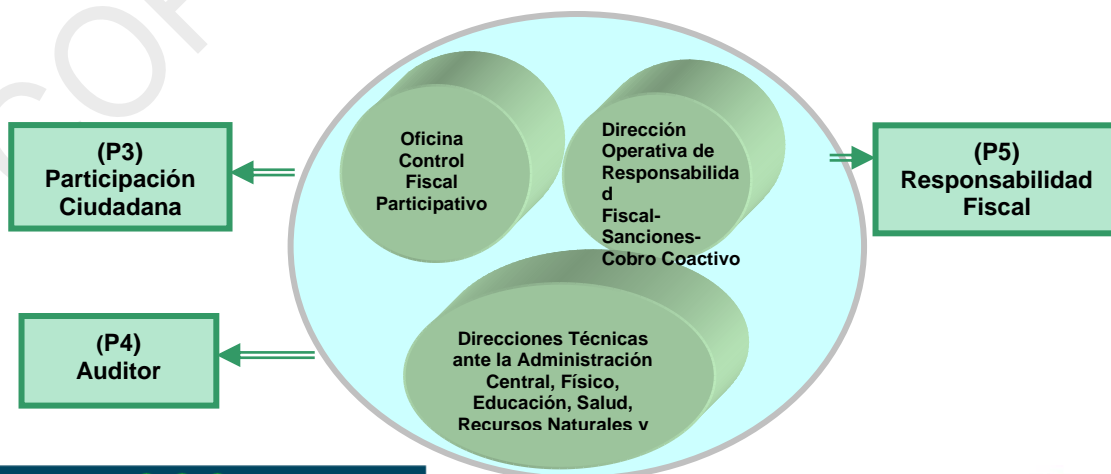 (P3)
Participación
Ciudadana
Oficina
Control
Fiscal
Participativo
Dirección
Operativa de
Responsabilida
d
Fiscal-
Sanciones-
Cobro Coactivo
(P5)
Responsabilidad
Fiscal
(P4)
Auditor
Direcciones Técnicas
ante la Administración
Central, Físico,
Educación, Salud,
Recursos Naturales y